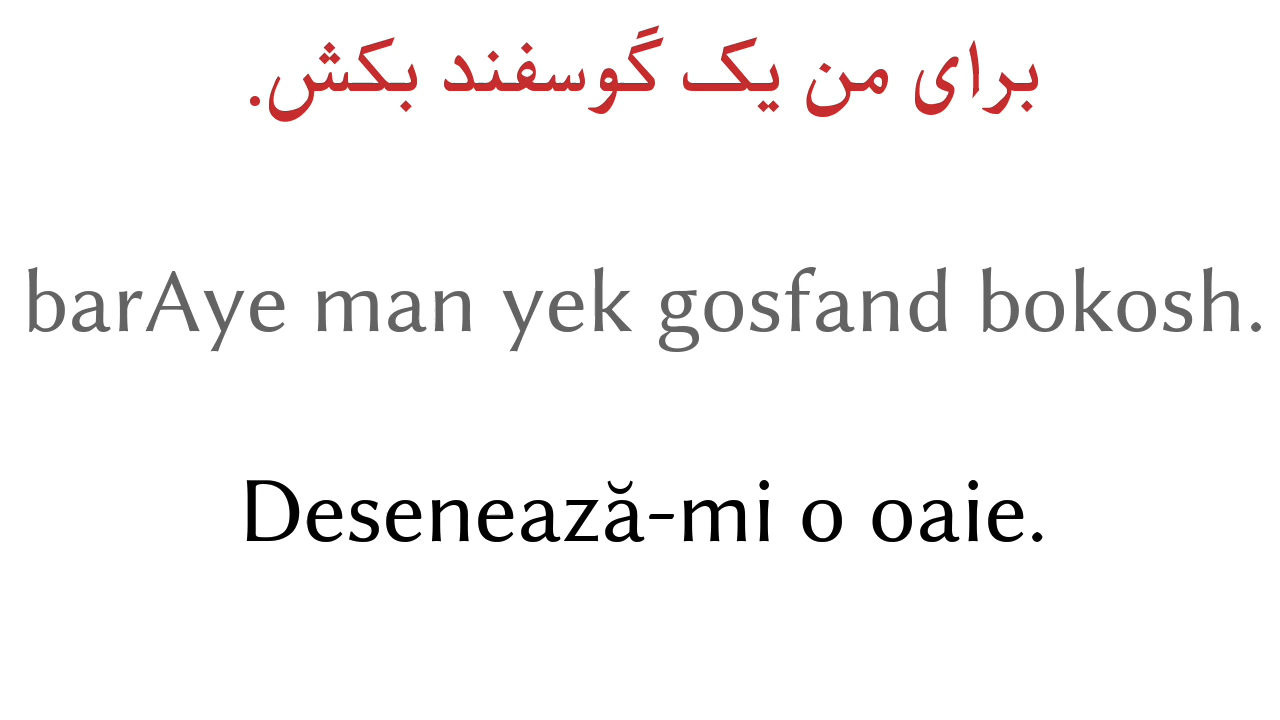 برای من یک گوسفند بکش.
barAye man yek gosfand bokosh.
Desenează-mi o oaie.